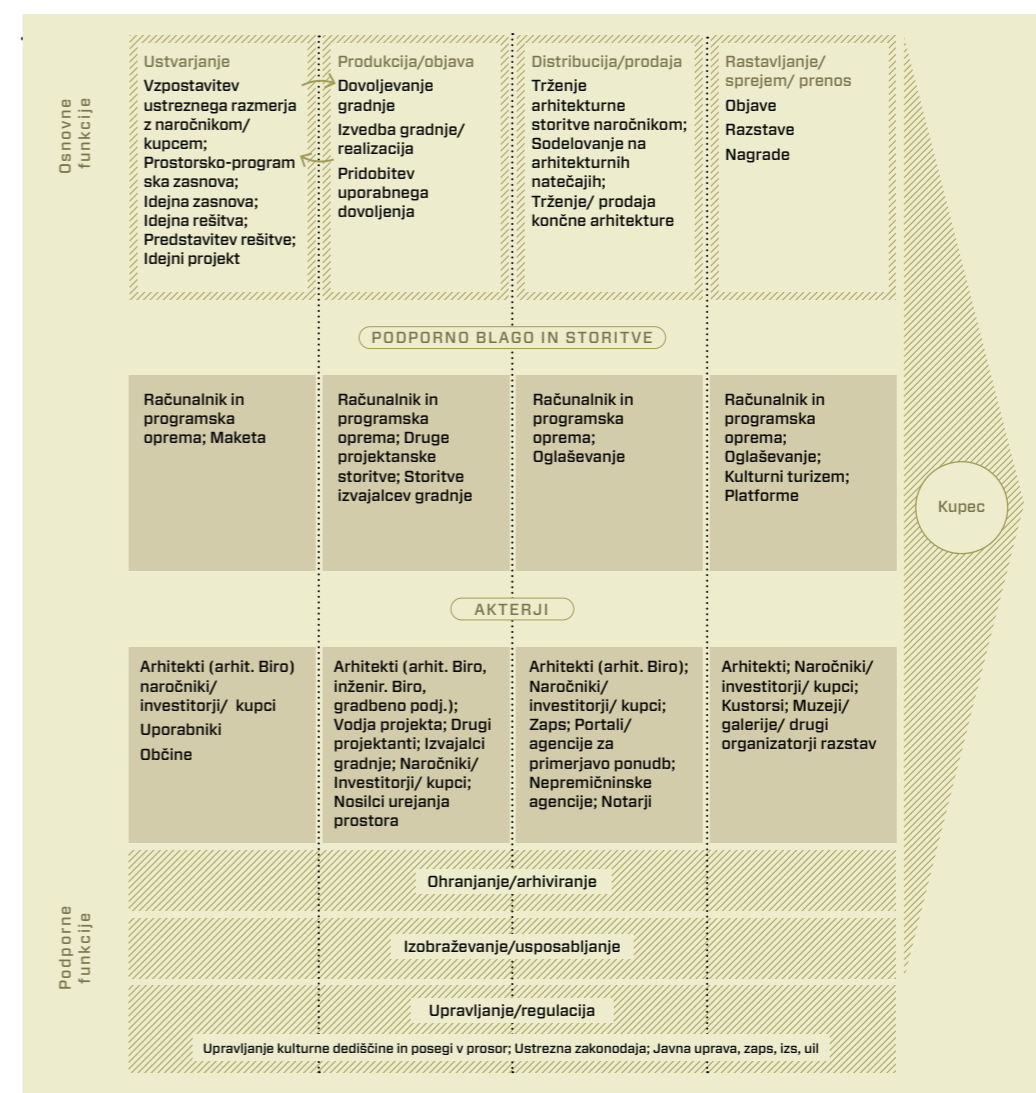 Osnovne
funkcije
Ustvarjanje
Vzpostavitev
ustreznega razmerja
z naročnikom/
kupcem;
Prostorsko-program
ska zasnova;
Idejna zasnova;
Idejna rešitva;
Predstavitev rešitve;
Idejni projekt
Produkcija/objava
Dovoljevanje
gradnje
Izvedba gradnje/
realizacija
Pridobitev
uporabnega
dovoljenja
Distribucija/prodaja
Trženje
arhitekturne
storitve naročnikom;
Sodelovanje na
arhitekturnih
natečajih;
Trženje/ prodaja
končne arhitekture
Rastavljanje/
sprejem/ prenos
Objave
Razstave
Nagrade
PODPORNO BLAGO IN STORITVE
Računalnik in
programska
oprema; Maketa
Računalnik in
programska
oprema; Druge
projektanske
storitve; Storitve
izvajalcev gradnje
Računalnik in
programska
oprema;
Oglaševanje
Računalnik in
programska
oprema;
Oglaševanje;
Kulturni turizem;
Platforme
Kupec
AKTERJI
Arhitekti (arhit. Biro)
naročniki/
investitorji/ kupci
Uporabniki
Občine
Arhitekti (arhit. Biro,
inženir. Biro,
gradbeno podj.);
Vodja projekta; Drugi
projektanti; Izvajalci
gradnje; Naročniki/
Investitorji/ kupci;
Nosilci urejanja
prostora
Arhitekti (arhit. Biro);
Naročniki/
investitorji/ kupci;
Zaps; Portali/
agencije za
primerjavo ponudb;
Nepremičninske
agencije; Notarji
Arhitekti; Naročniki/
investitorji/ kupci;
Kustorsi; Muzeji/
galerije/ drugi
organizatorji razstav
Podporne
funkcije
Ohranjanje/arhiviranje
Izobraževanje/usposabljanje
Upravljanje/regulacija
Upravljanje kulturne dediščine in posegi v prosor; Ustrezna zakonodaja; Javna uprava, zaps, izs, uil